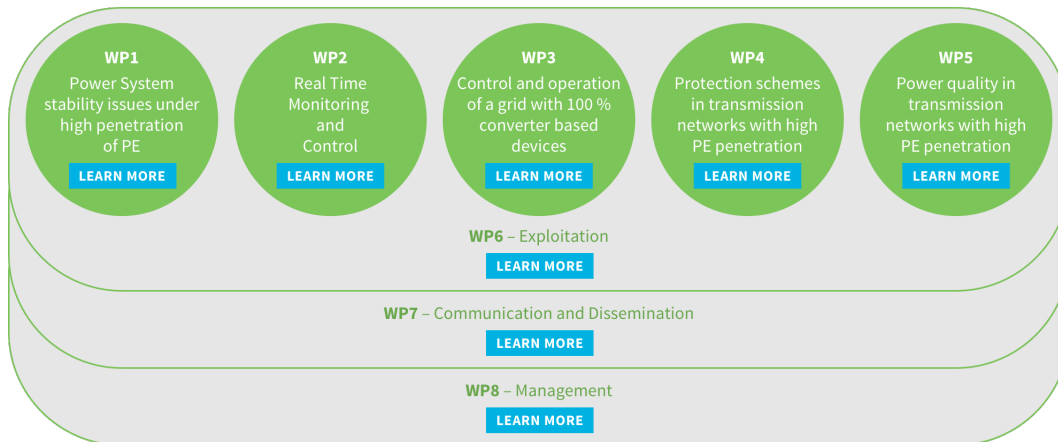 WP1
Power System
stability issues under
high penetration
of PE
LEARN MORE
WP2
Real Time
Monitoring
and
Control
LEARN MORE
WP3
Control and operation
of a grid with 100 %
converter based
devices
LEARN MORE
WP4
Protection schemes
in transmission
networks with high
PE penetration
LEARN MORE
WP5
Power quality in
transmission
networks with high
PE penetration
LEARN MORE
WP6 – Exploitation
LEARN MORE
WP7 – Communication and Dissemination
LEARN MORE
WP8 – Management
LEARN MORE